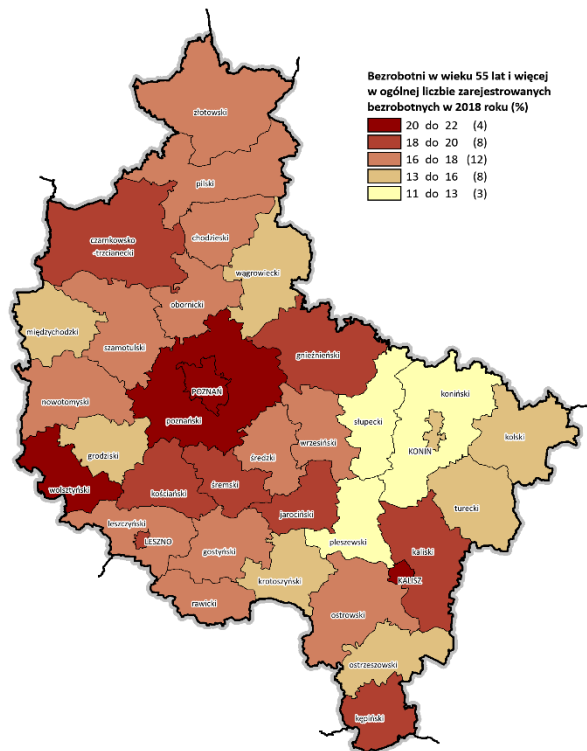 Bezrobotni w wieku 55 lat i więcej
w ogólnej liczbie zarejestrowanych
bezrobotnych w 2018 roku (%)
20 do 22 (4)
18 do 20 (8)
16 do 18 (12)
13 do 16 (8)
11 do 13 (3)
złotowski
pilski
czarnkowsko
-trzcianecki
chodzieski
wągrowiecki
obornicki
międzychodzki
szamotulski
gnieźnieński
POZNAŃ
nowotomyski
poznański
słupecki
koniński
wrzesiński
kolski
KONIN
grodziski
średzki
wolsztyński
kościański
śremski
turecki
jarociński
leszczyński
LESZNO
gostyński
pleszewski
kaliski
krotoszyński
KALISZ
rawicki
ostrowski
ostrzeszowski
kępiński